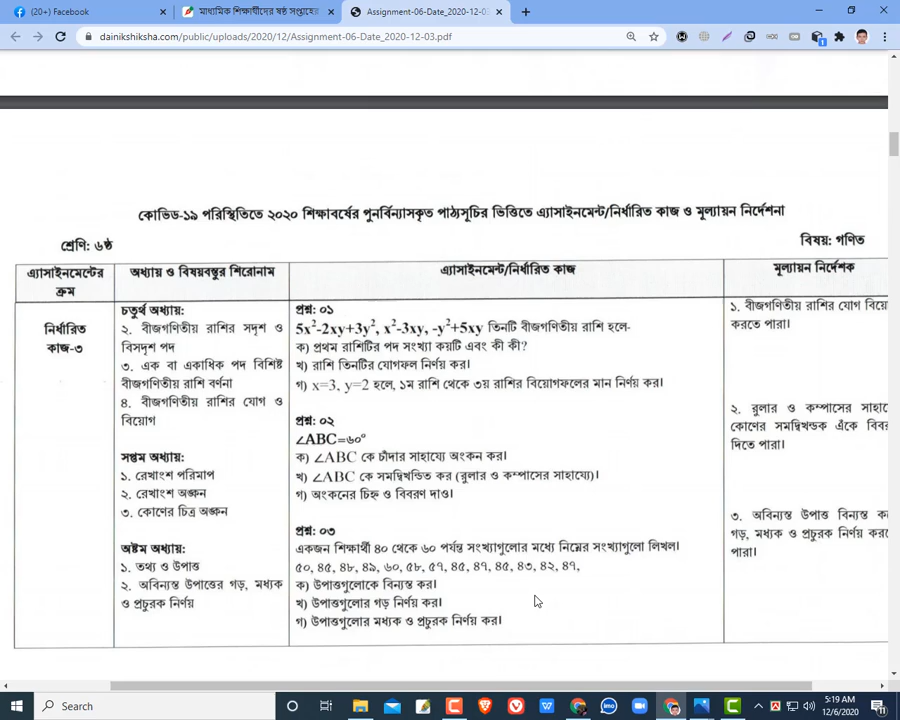 (20+) Facebook
মাধ্যমিক শিক্ষার্থীদের ষষ্ঠ সপ্তাহের
Assignment-06-Date_2020-12-03
dainikshiksha.com/public/uploads/2020/12/Assignment-06-Date_2020-12-03.pdf
কোভিড-১৯ পরিস্থিতিতে ২০২০ শিক্ষাবর্ষের পুনর্বিন্যাসকৃত পাঠ্যসূচির ভিত্তিতে এ্যাসাইনমেন্ট/নির্ধারিত কাজ ও মূল্যায়ন নির্দেশনা
শ্রেণি: ৬ষ্ঠ
বিষয়: গণিত
এ্যাসাইনমেন্টের
ক্রম
অধ্যায় ও বিষয়বস্তুর শিরোনাম
এ্যাসাইনমেন্ট/নির্ধারিত কাজ
মূল্যায়ন নির্দেশক
নির্ধারিত
কাজ-৩
চতুর্থ অধ্যায়:
২. বীজগণিতীয় রাশির সদৃশ ও
বিসদৃশ পদ
৩. এক বা একাধিক পদ বিশিষ্ট
বীজগণিতীয় রাশি বর্ণনা
৪. বীজগণিতীয় রাশির যোগ ও
বিয়োগ
সপ্তম অধ্যায়:
১. রেখাংশ পরিমাপ
২. রেখাংশ অঙ্কন
৩. কোণের চিত্র অঙ্কন
অষ্টম অধ্যায়:
১. তথ্য ও উপাত্ত
২. অবিন্যস্ত উপাত্তের গড়, মধ্যক
ও প্রচুরক নির্ণয়
প্রশ্ন: ০১
5x²-2xy+3y², x²-3xy, -y²+5xy তিনটি বীজগণিতীয় রাশি হলে-
ক) প্রথম রাশিটির পদ সংখ্যা কয়টি এবং কী কী?
খ) রাশি তিনটির যোগফল নির্ণয় কর।
গ) x=3, y=2 হলে, ১ম রাশি থেকে ৩য় রাশির বিয়োগফলের মান নির্ণয় কর।
প্রশ্ন: ০২
∠ABC=৬০°
ক) ∠ABC কে চাঁদার সাহায্যে অংকন কর।
খ) ∠ABC কে সমদ্বিখন্ডিত কর (রুলার ও কম্পাসের সাহায্যে)।
গ) অংকনের চিহ্ন ও বিবরণ দাও।
প্রশ্ন: ০৩
একজন শিক্ষার্থী ৪০ থেকে ৬০ পর্যন্ত সংখ্যাগুলোর মধ্যে নিম্নের সংখ্যাগুলো লিখল।
৫০, ৪৫, ৪৮, ৪৯, ৬০, ৫৮, ৫৭, ৪৫, ৪৭, ৪৫, ৪৩, ৪২, ৪৭,
ক) উপাত্তগুলোকে বিন্যস্ত কর।
খ) উপাত্তগুলোর গড় নির্ণয় কর।
গ) উপাত্তগুলোর মধ্যক ও প্রচুরক নির্ণয় কর।
১. বীজগণিতীয় রাশির যোগ বিয়ো
করতে পারা।
২. রুলার ও কম্পাসের সাহায্যে
কোণের সমদ্বিখন্ডক এঁকে বিবর
দিতে পারা।
৩. অবিন্যস্ত উপাত্ত বিন্যস্ত কর
গড়, মধ্যক ও প্রচুরক নির্ণয় করতে
পারা।
Search
5:19 AM
12/6/2020